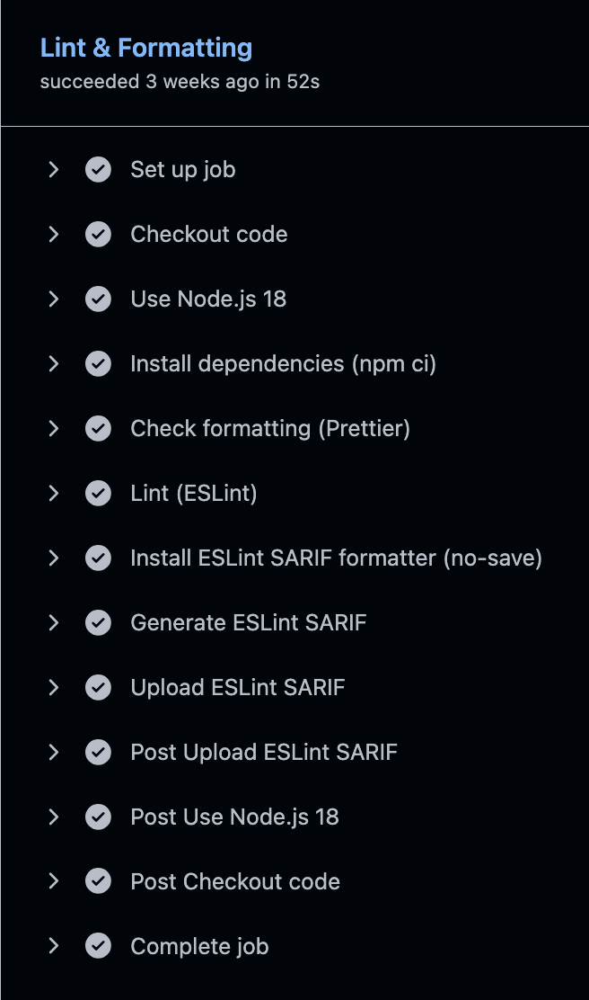 Lint & Formatting
succeeded 3 weeks ago in 52s
Set up job
Checkout code
Use Node.js 18
Install dependencies (npm ci)
Check formatting (Prettier)
Lint (ESLint)
Install ESLint SARIF formatter (no-save)
Generate ESLint SARIF
Upload ESLint SARIF
Post Upload ESLint SARIF
Post Use Node.js 18
Post Checkout code
Complete job